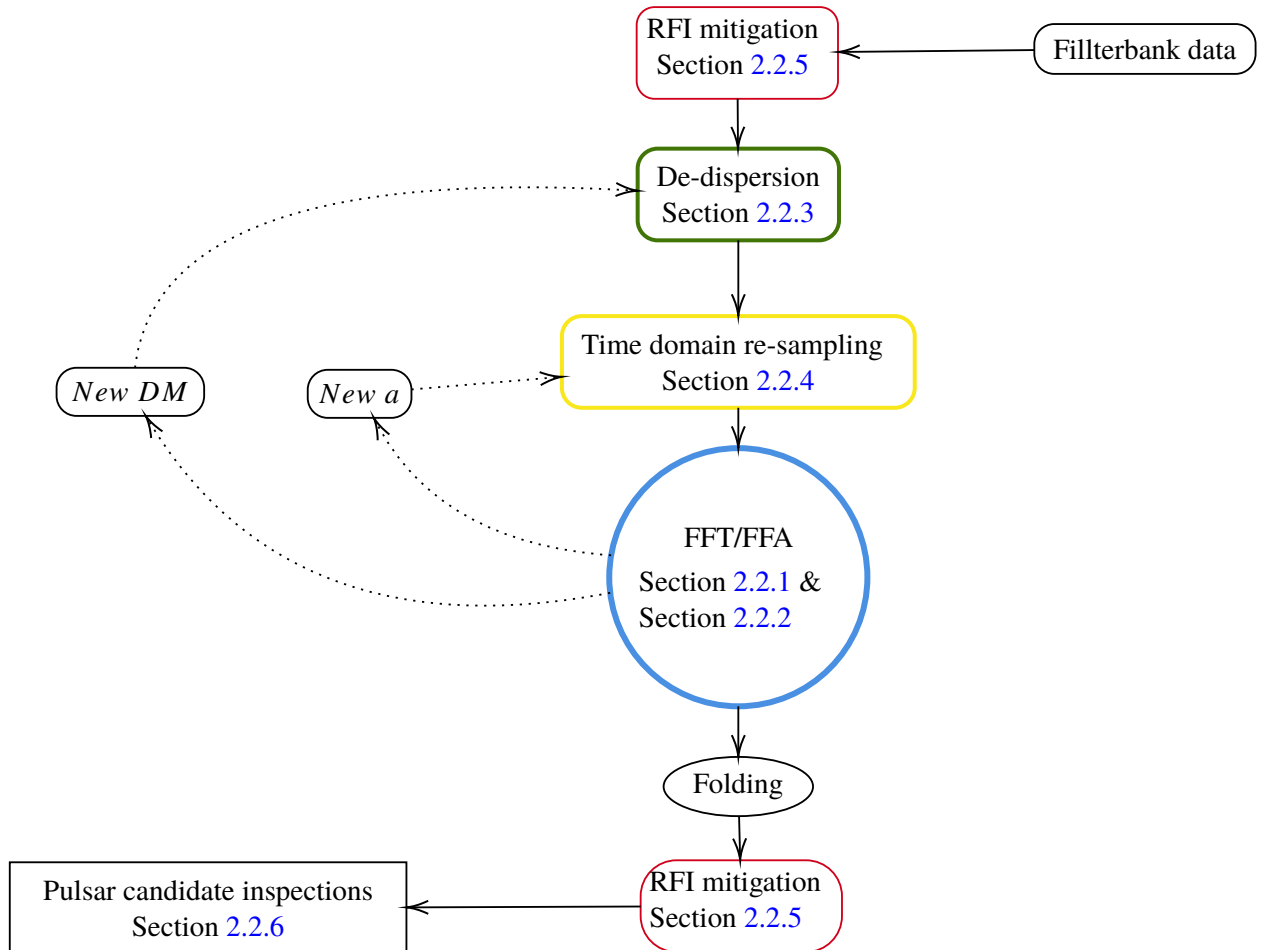 RFI mitigation
Section 2.2.5
Fillterbank data
De-dispersion
Section 2.2.3
Time domain re-sampling
Section 2.2.4
New DM
New a
FFT/FFA
Section 2.2.1 &
Section 2.2.2
Folding
RFI mitigation
Section 2.2.5
Pulsar candidate inspections
Section 2.2.6